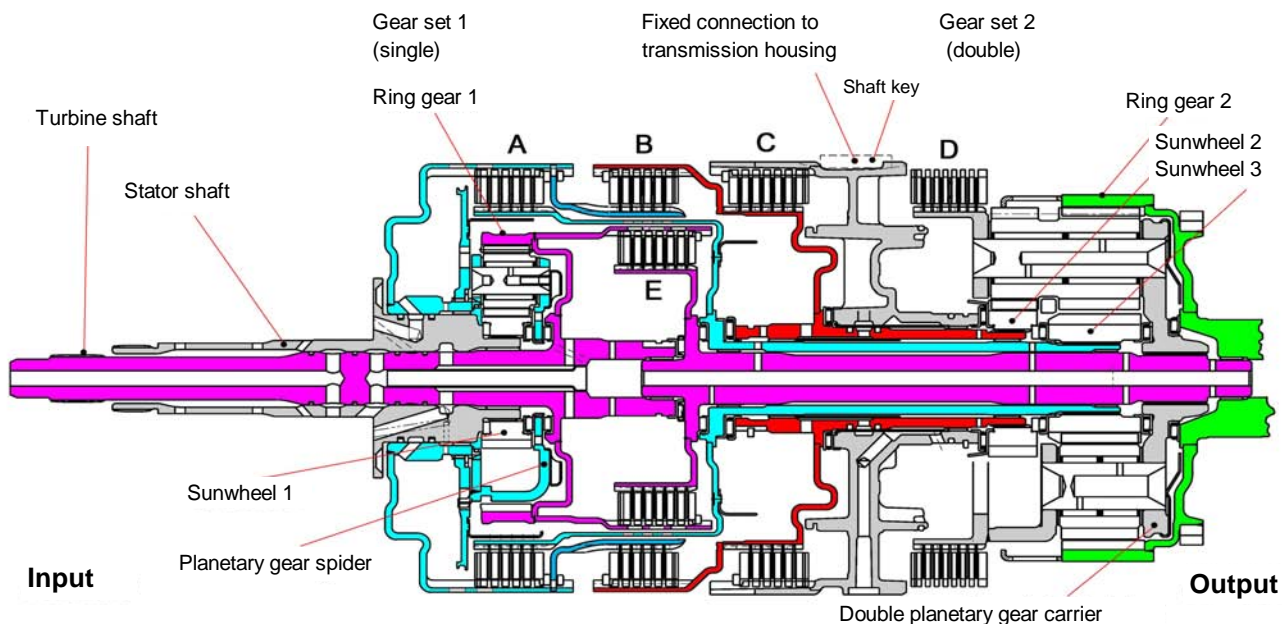 Gear set 1
(single)
Fixed connection to
transmission housing
Gear set 2
(double)
Shaft key
Ring gear 1
Ring gear 2
Turbine shaft
Sunwheel 2
Sunwheel 3
Stator shaft
A
B
C
D
E
Sunwheel 1
Planetary gear spider
Input
Output
Double planetary gear carrier